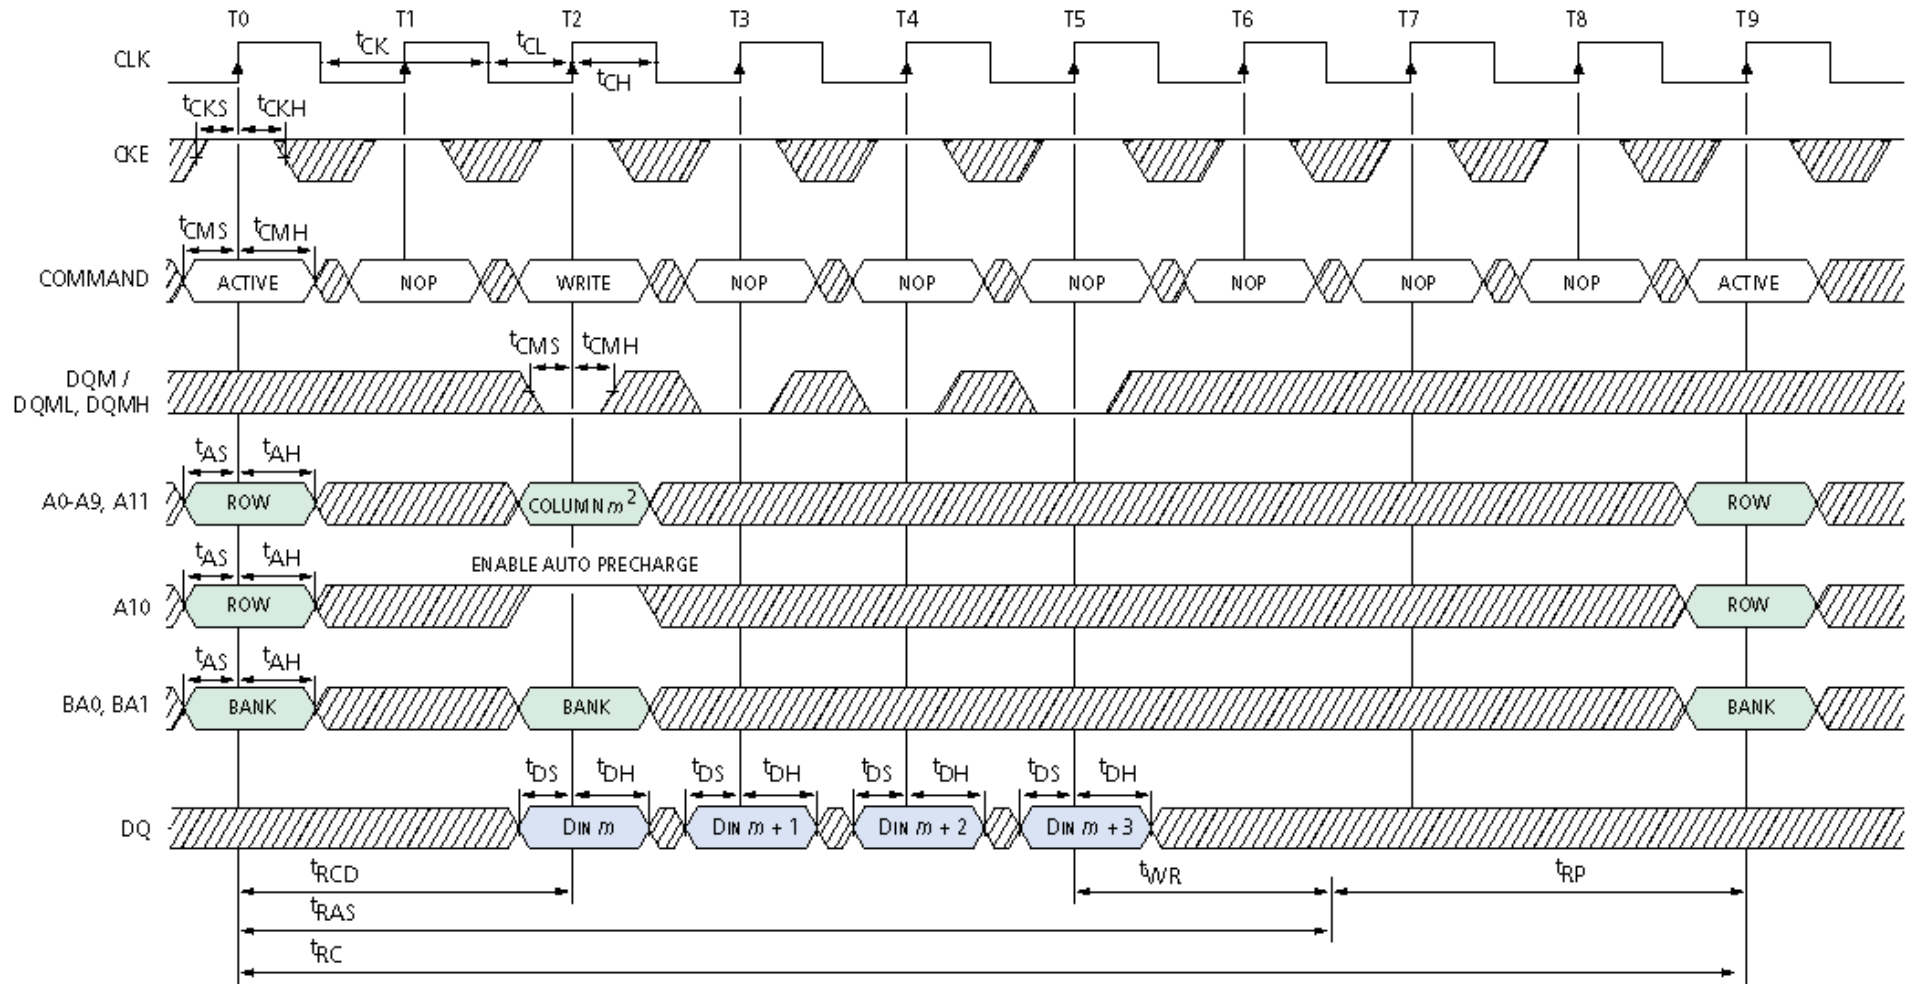 T0 T1 T2 T3 T4 T5 T6 T7 T8 T9
CLK tCK tCL
tCH
tCKS tCKH
CKE
tCMS tCMH
COMMAND ACTIVE NOP WRITE NOP NOP NOP NOP NOP NOP ACTIVE
tCMS tCMH
DQM /
DQML, DQMH
tAS tAH
A0-A9, A11 ROW COLUMN m2 ROW
tAS tAH ENABLE AUTO PRECHARGE
A10 ROW ROW
tAS tAH
BA0, BA1 BANK BANK BANK
tDS tDH tDS tDH tDS tDH tDS tDH
DQ DIN m DIN m + 1 DIN m + 2 DIN m + 3
tRCD tWR tRP
tRAS
tRC